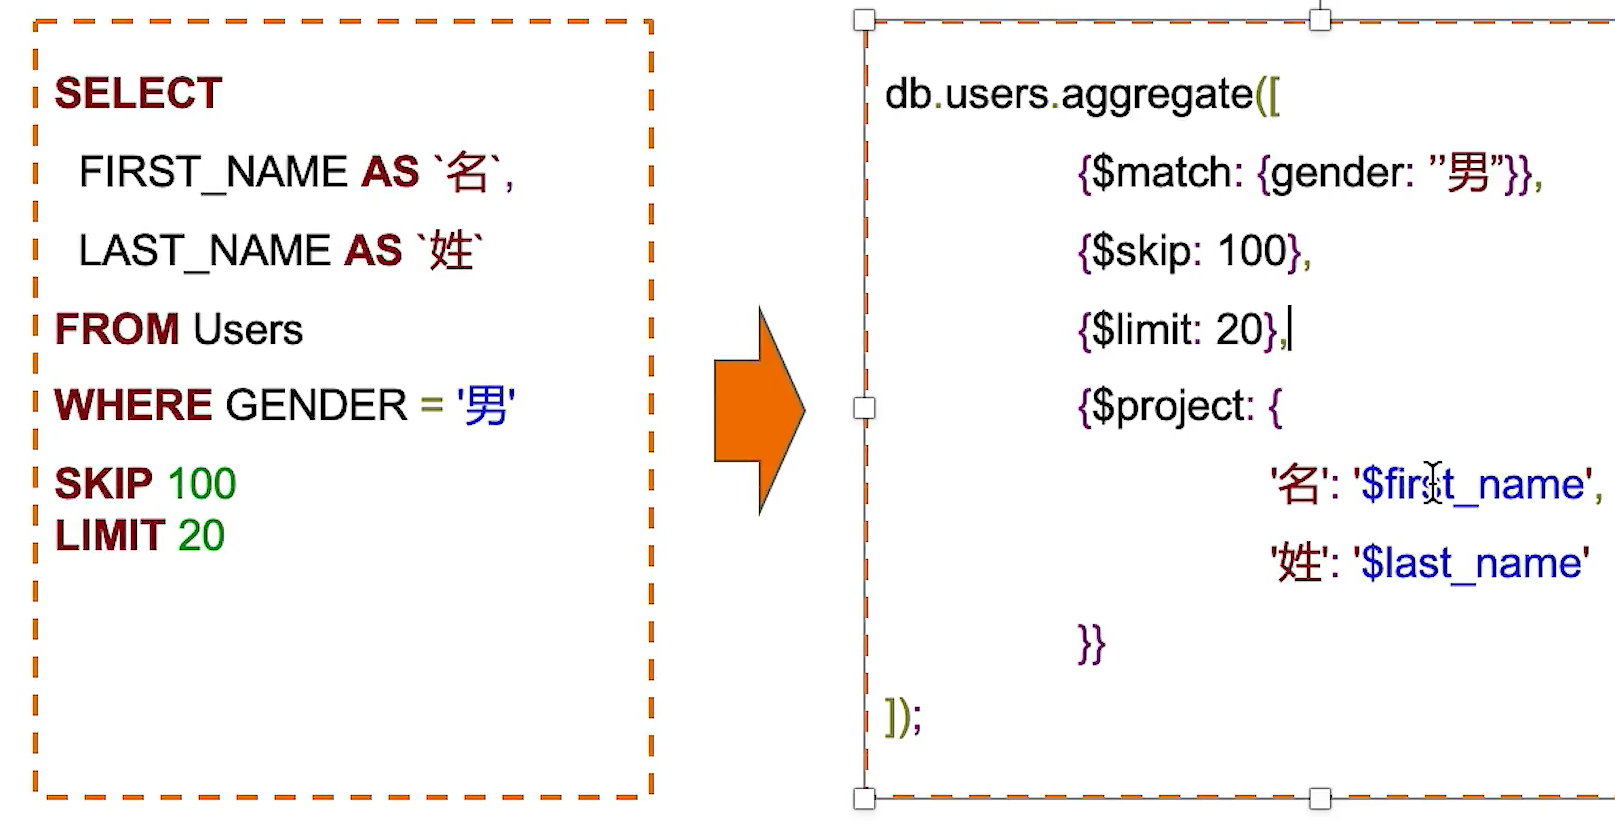 SELECT
FIRST_NAME AS `名`,
LAST_NAME AS `姓`
FROM Users
WHERE GENDER = '男'
SKIP 100
LIMIT 20
db.users.aggregate([
{$match: {gender: ’’男”}},
{$skip: 100},
{$limit: 20},
{$project: {
'名': '$first_name',
'姓': '$last_name'
}}
]);